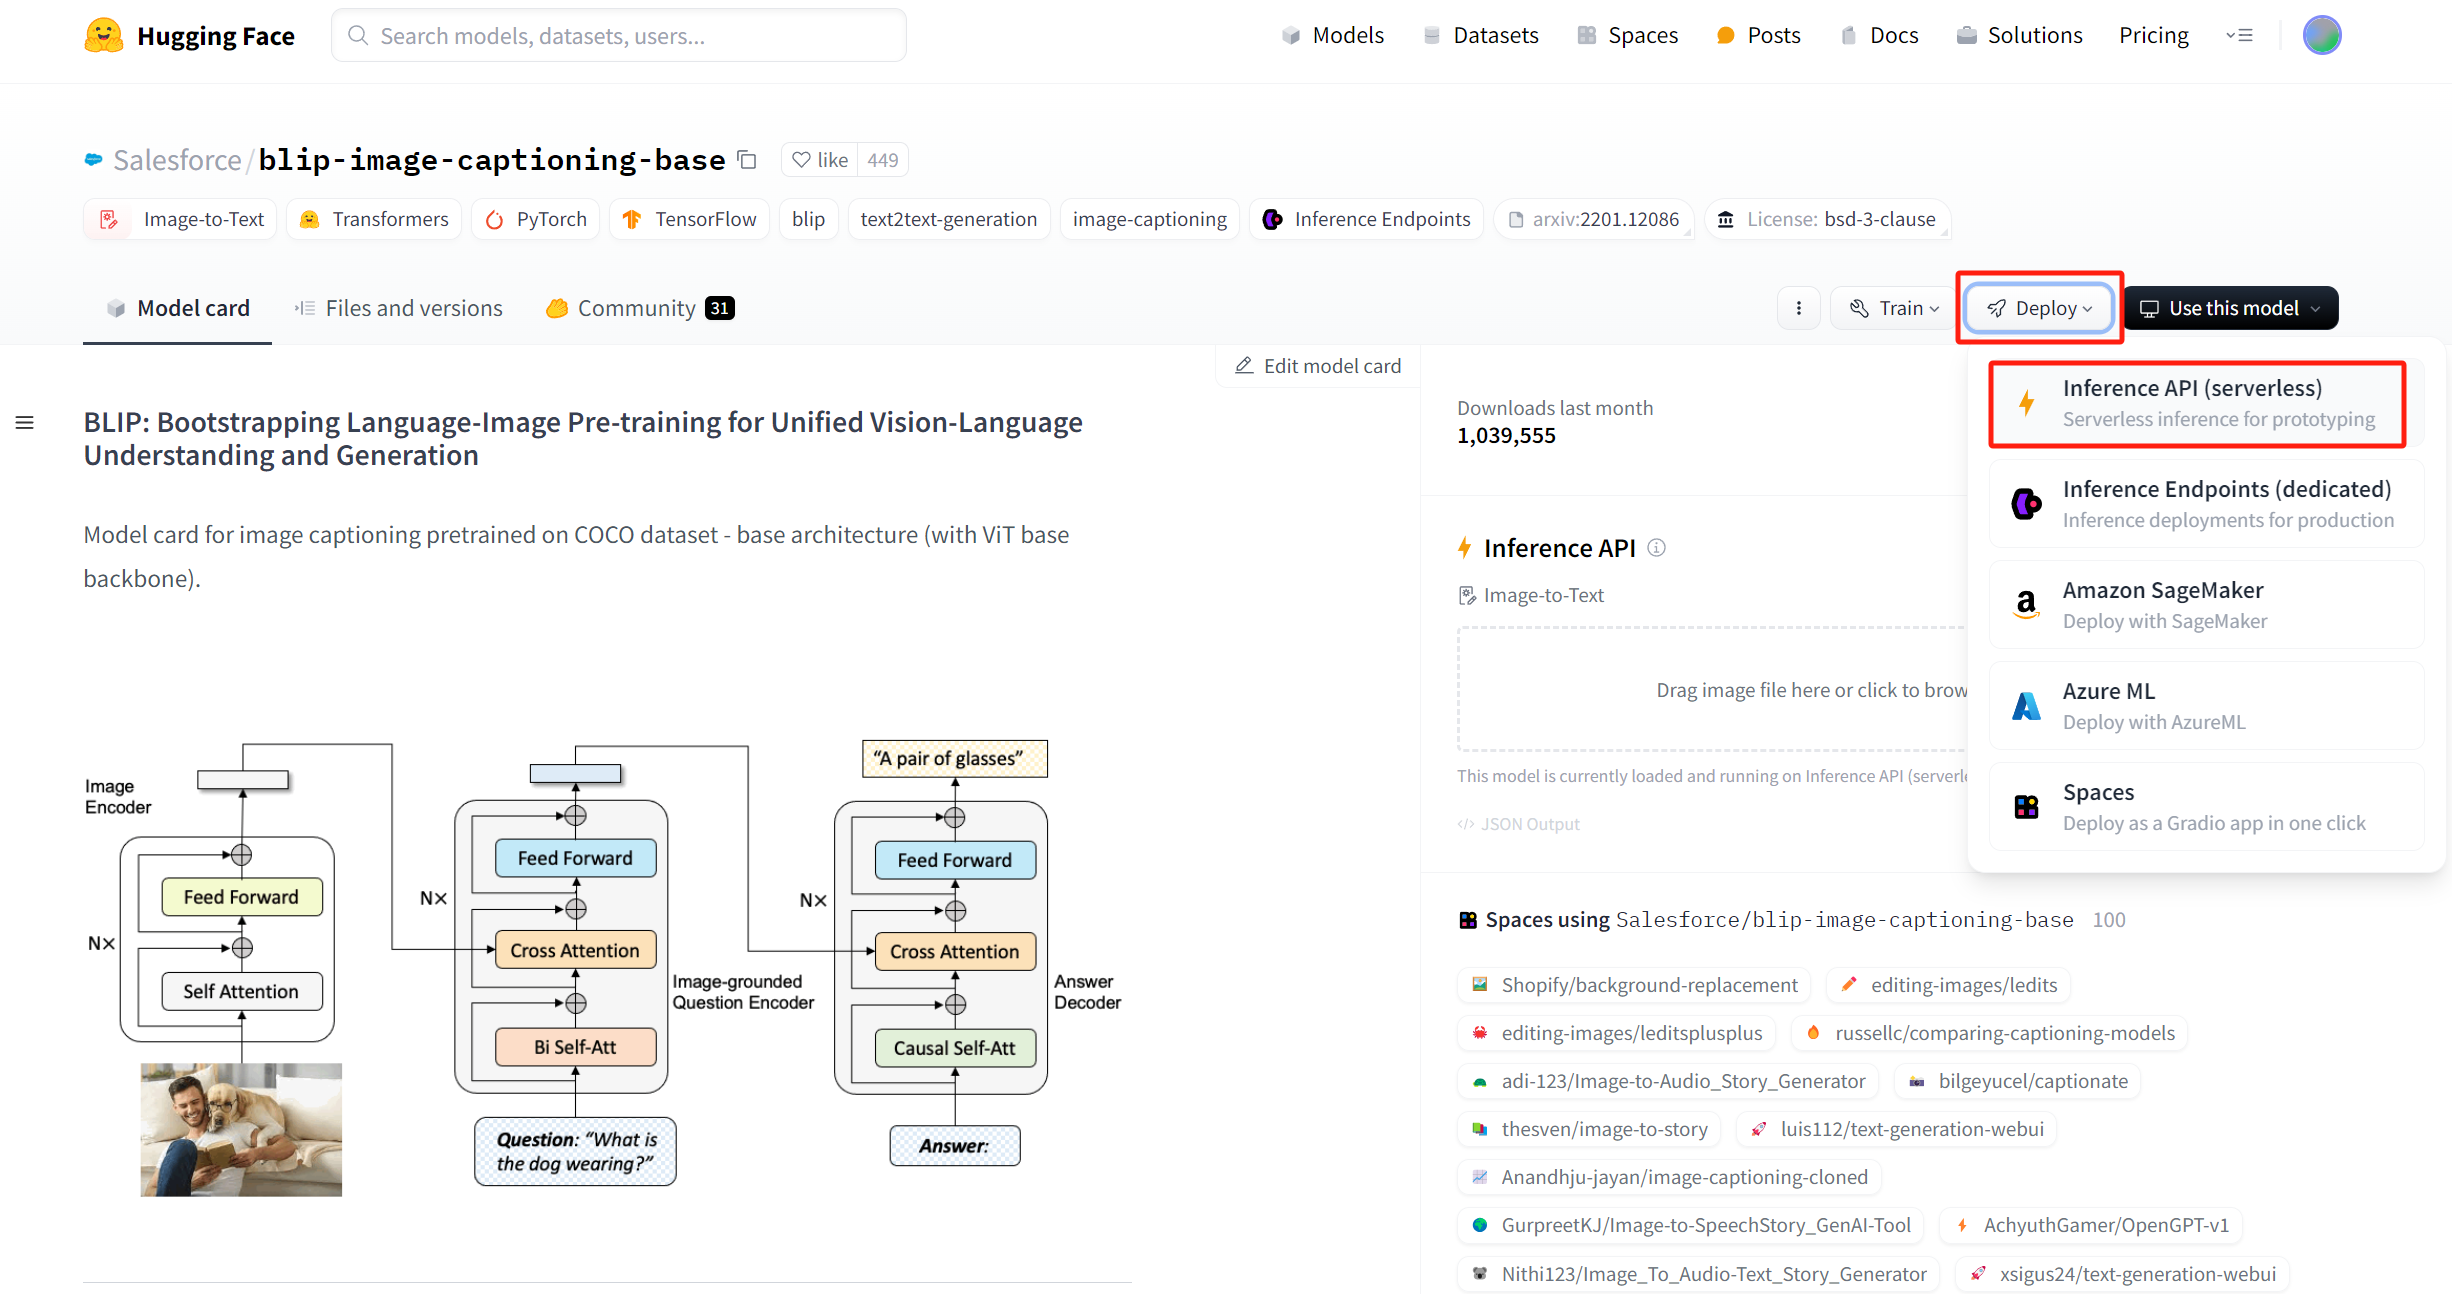 Hugging Face
Search models, datasets, users...
Models
Datasets
Spaces
Posts
Docs
Solutions
Pricing
Salesforce/blip-image-captioning-base
like 449
Image-to-Text
Transformers
PyTorch
TensorFlow
blip
text2text-generation
image-captioning
Inference Endpoints
arxiv:2201.12086
License: bsd-3-clause
Model card
Files and versions
Community 31
Train
Deploy
Use this model
Edit model card
BLIP: Bootstrapping Language-Image Pre-training for Unified Vision-Language
Understanding and Generation
Model card for image captioning pretrained on COCO dataset - base architecture (with ViT base
backbone).
Image
Encoder
N×
Feed Forward
Self Attention
N×
Feed Forward
Cross Attention
Bi Self-Att
Image-grounded
Question Encoder
Question: “What is
the dog wearing?”
“A pair of glasses”
N×
Feed Forward
Cross Attention
Causal Self-Att
Answer
Decoder
Answer:
Downloads last month
1,039,555
Inference API
Image-to-Text
Drag image file here or click to brow
This model is currently loaded and running on Inference API (serverle
</> JSON Output
Inference API (serverless)
Serverless inference for prototyping
Inference Endpoints (dedicated)
Inference deployments for production
Amazon SageMaker
Deploy with SageMaker
Azure ML
Deploy with AzureML
Spaces
Deploy as a Gradio app in one click
Spaces using Salesforce/blip-image-captioning-base 100
Shopify/background-replacement
editing-images/ledits
editing-images/leditsplusplus
russellc/comparing-captioning-models
adi-123/Image-to-Audio_Story_Generator
bilgeyucel/captionate
thesven/image-to-story
luis112/text-generation-webui
Anandhju-jayan/image-captioning-cloned
GurpreetKJ/Image-to-SpeechStory_GenAI-Tool
AchyuthGamer/OpenGPT-v1
Nithi123/Image_To_Audio-Text_Story_Generator
xsigus24/text-generation-webui